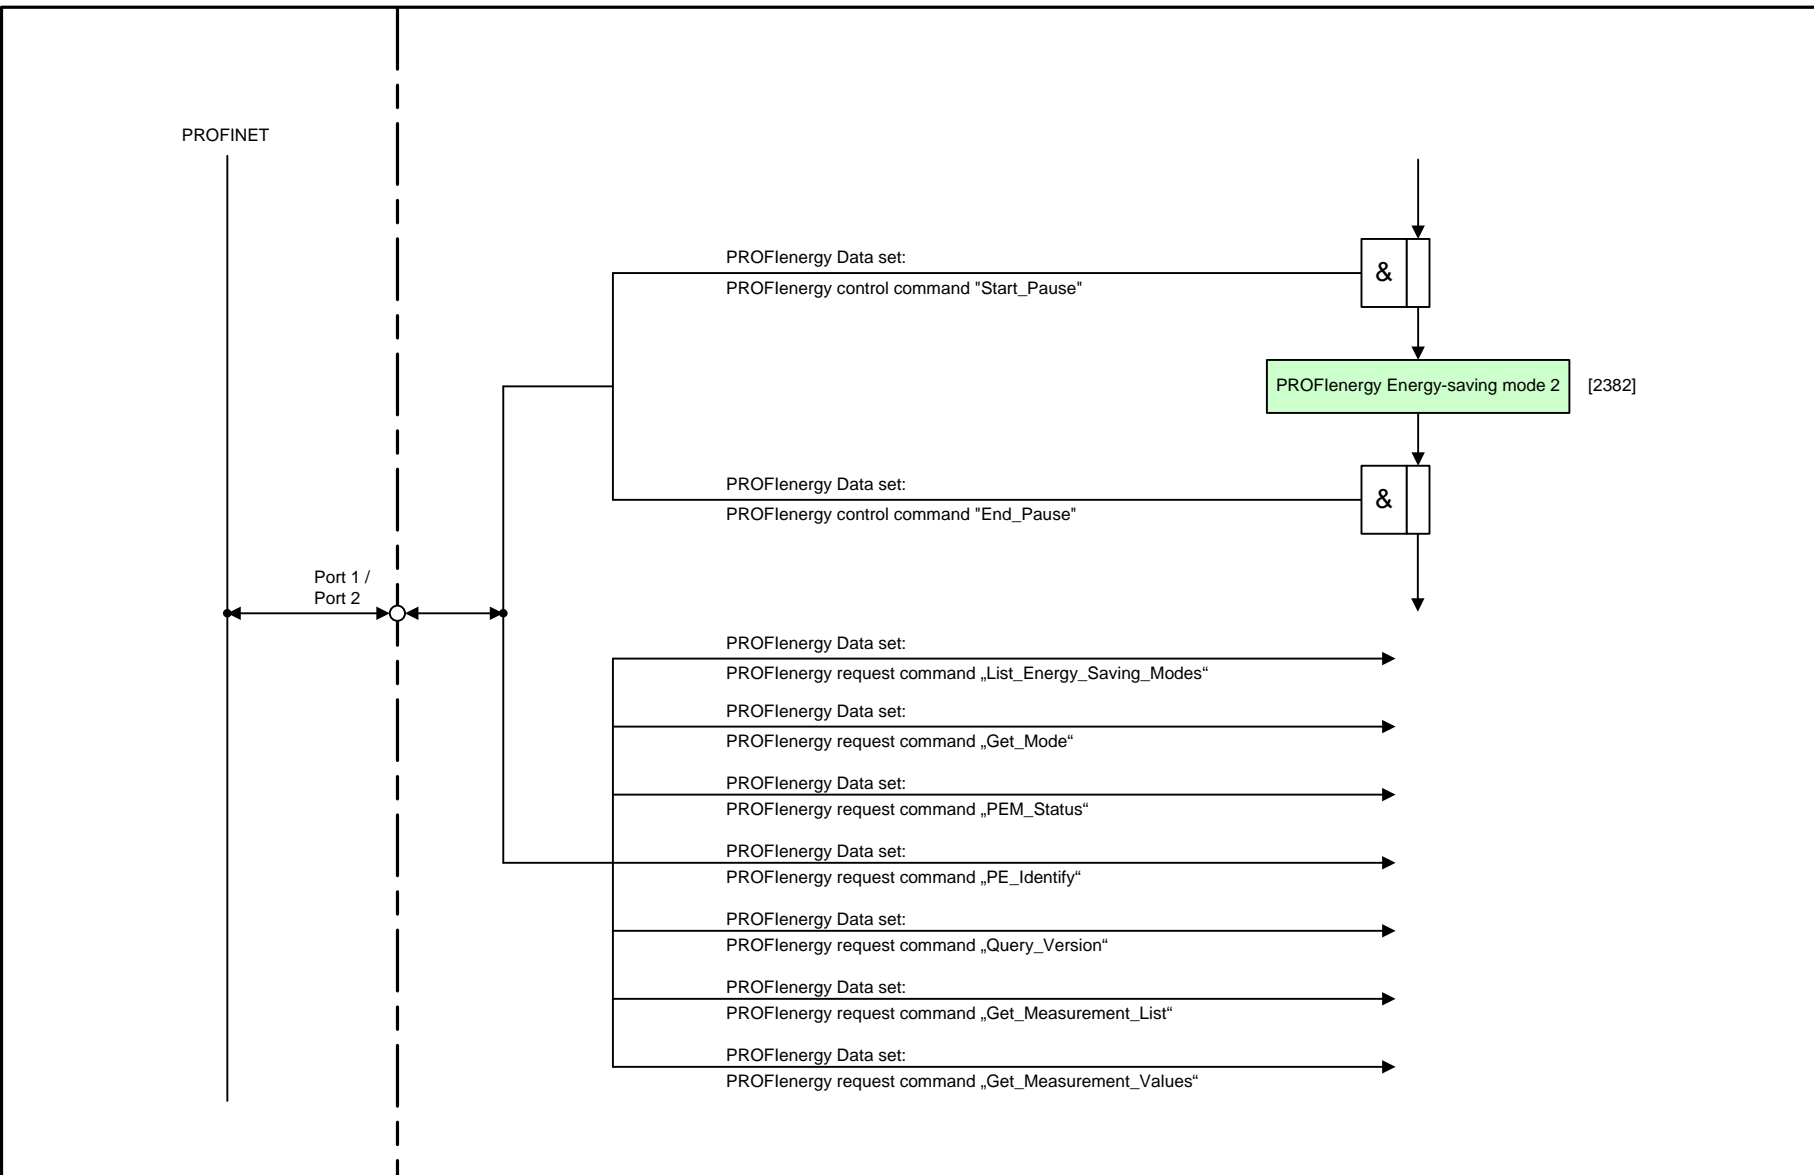 PROFINET
PROFIenergy Data set:
PROFIenergy control command "Start_Pause"
&
PROFIenergy Energy-saving mode 2
[2382]
PROFIenergy Data set:
PROFIenergy control command "End_Pause"
&
Port 1 /
Port 2
PROFIenergy Data set:
PROFIenergy request command „List_Energy_Saving_Modes“
PROFIenergy Data set:
PROFIenergy request command „Get_Mode“
PROFIenergy Data set:
PROFIenergy request command „PEM_Status“
PROFIenergy Data set:
PROFIenergy request command „PE_Identify“
PROFIenergy Data set:
PROFIenergy request command „Query_Version“
PROFIenergy Data set:
PROFIenergy request command „Get_Measurement_List“
PROFIenergy Data set:
PROFIenergy request command „Get_Measurement_Values“